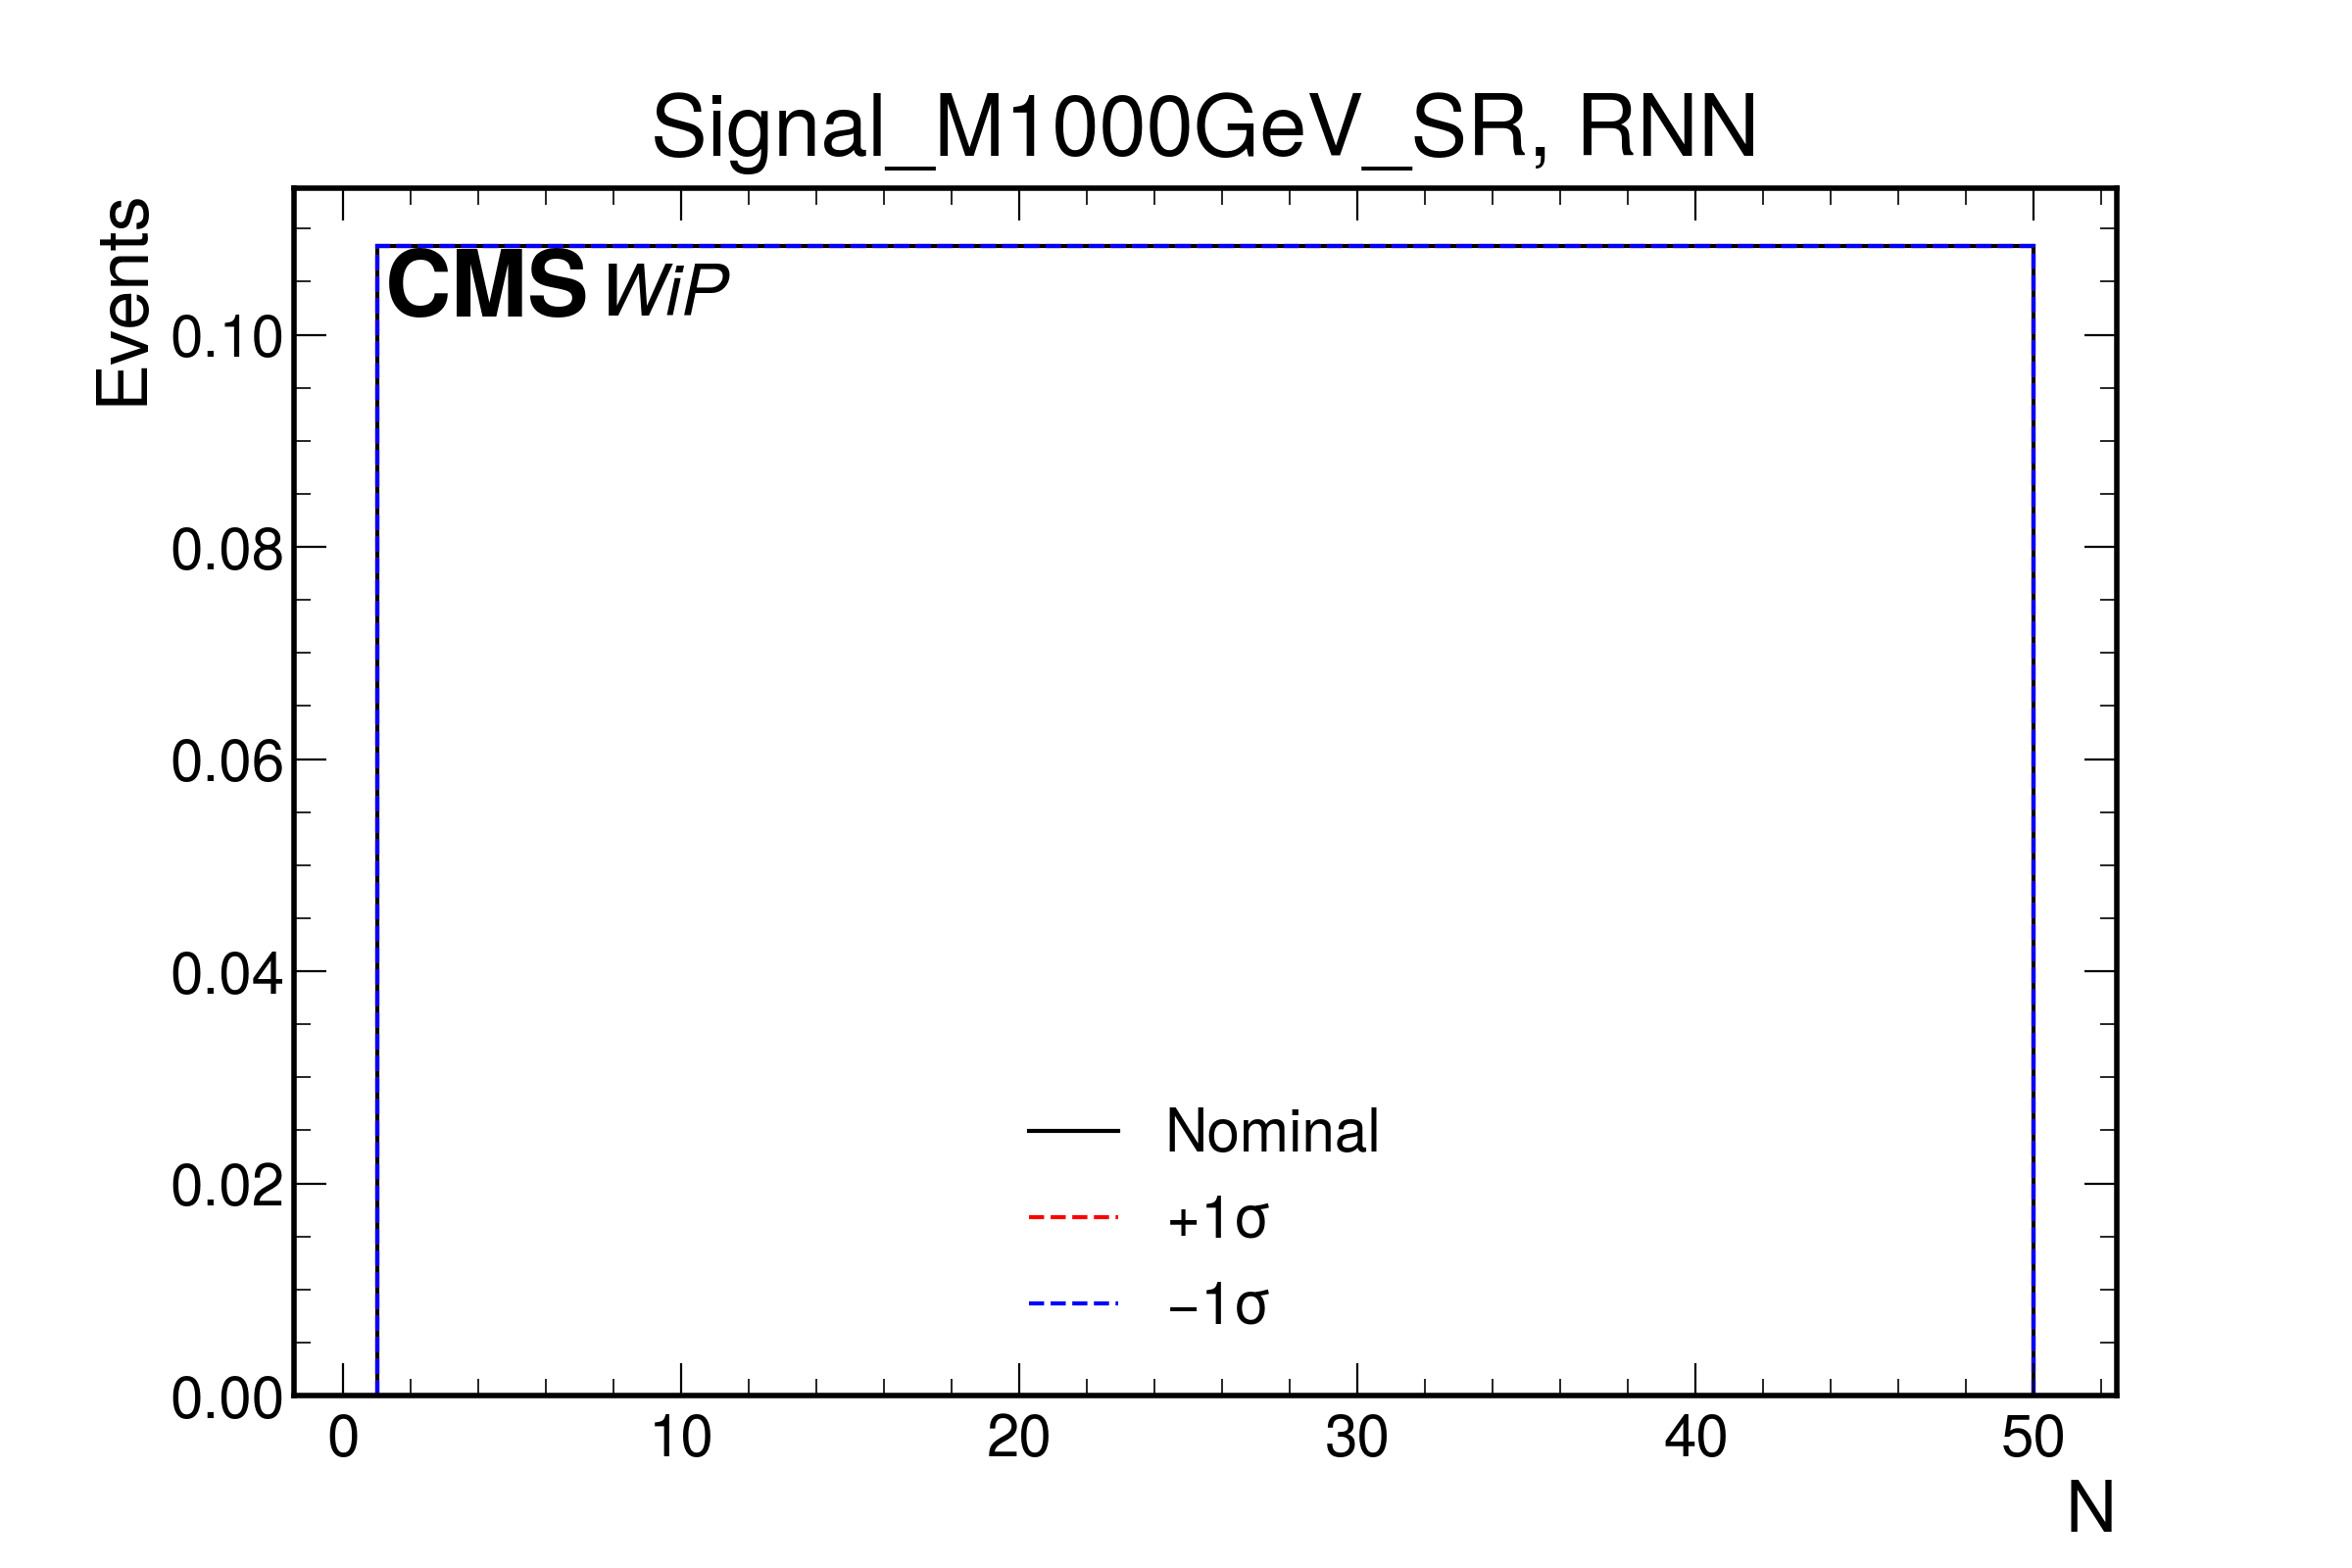 Signal_M1000GeV_SR, RNN
Events
CMS WiP
0.10
0.08
0.06
0.04
0.02
0.00
Nominal
+1σ
−1σ
0 10 20 30 40 50
N